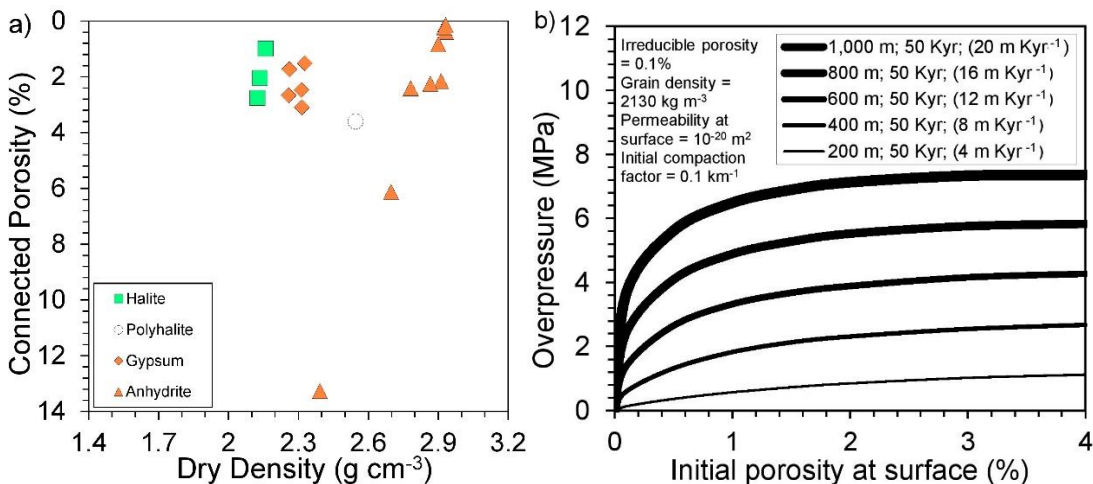 a)
Connected Porosity (%)
0
2
4
6
8
10
12
14
Halite
Polyhalite
Gypsum
Anhydrite
1.4
1.7
2
2.3
2.6
2.9
3.2
Dry Density (g cm-3)
b)
Overpressure (MPa)
12
10
8
6
4
2
0
Irreducible porosity
= 0.1%
Grain density =
2130 kg m-3
Permeability at
surface = 10-20 m2
Initial compaction
factor = 0.1 km-1
1,000 m; 50 Kyr; (20 m Kyr-1)
800 m; 50 Kyr; (16 m Kyr-1)
600 m; 50 Kyr; (12 m Kyr-1)
400 m; 50 Kyr; (8 m Kyr-1)
200 m; 50 Kyr; (4 m Kyr-1)
0
1
2
3
4
Initial porosity at surface (%)